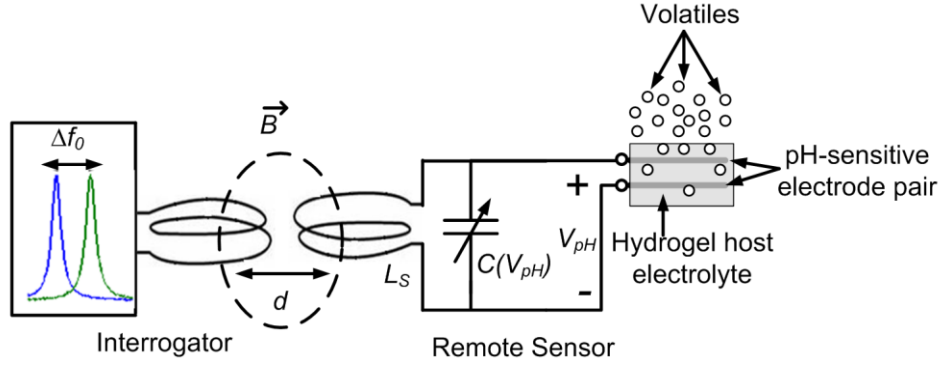 Volatiles
B
Δf0
pH-sensitive
electrode pair
+
VpH
Hydrogel host
electrolyte
C(VpH)
LS
d
-
Interrogator
Remote Sensor